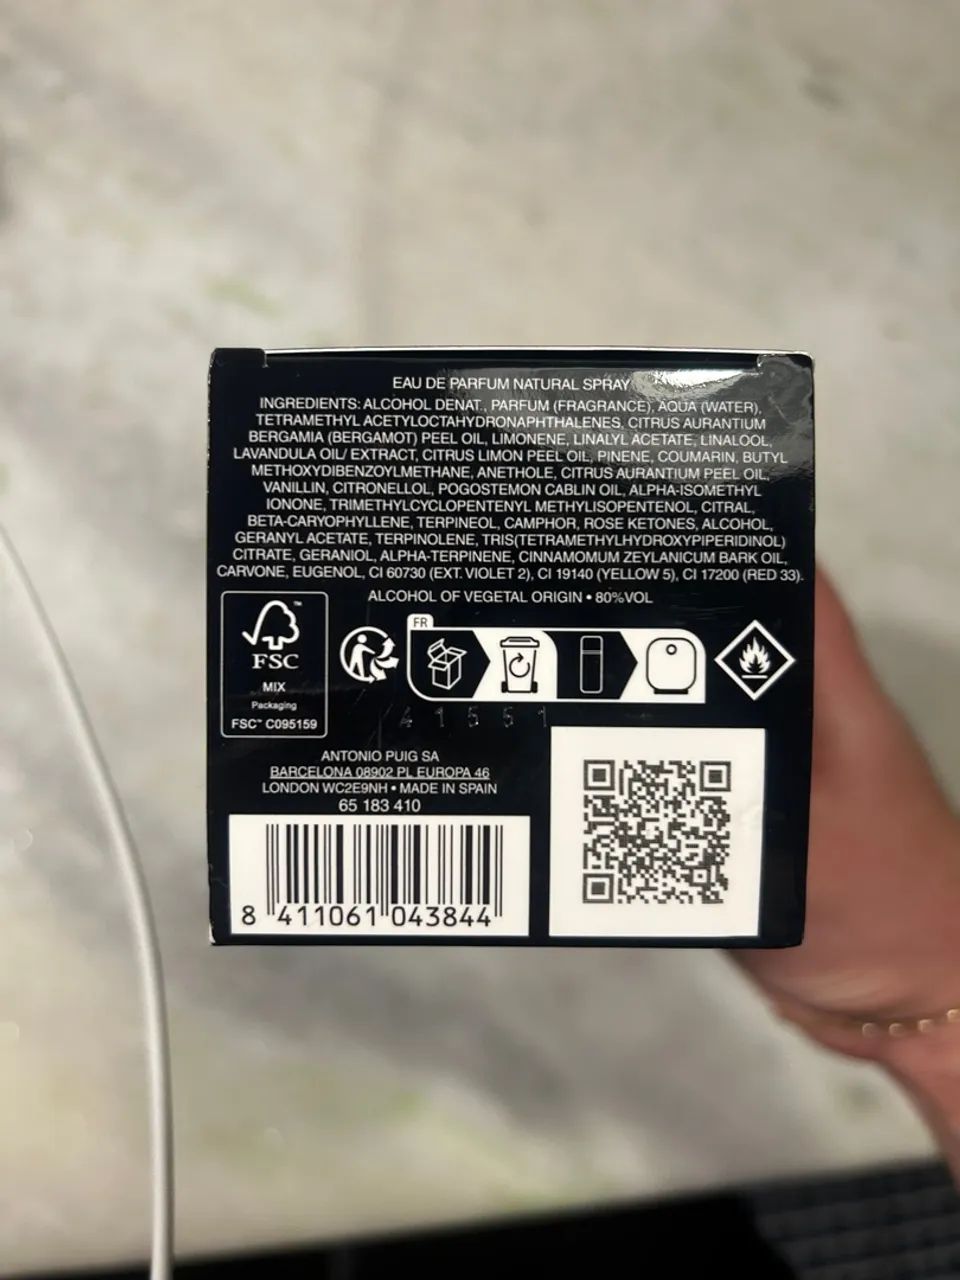 EAU DE PARFUM NATURAL SPRAY
INGREDIENTS: ALCOHOL DENAT., PARFUM (FRAGRANCE), AQUA (WATER),
TETRAMETHYL ACETYLOCTAHYDRONAPHTHALENES, CITRUS AURANTIUM
BERGAMIA (BERGAMOT) PEEL OIL, LIMONENE, LINALYL ACETATE, LINALOOL,
LAVANDULA OIL/ EXTRACT, CITRUS LIMON PEEL OIL, PINENE, COUMARIN, BUTYL
METHOXYDIBENZOYLMETHANE, ANETHOLE, CITRUS AURANTIUM PEEL OIL,
VANILLIN, CITRONELLOL, POGOSTEMON CABLIN OIL, ALPHA-ISOMETHYL
IONONE, TRIMETHYLCYCLOPENTENYL METHYLISOPENTENOL, CITRAL,
BETA-CARYOPHYLLENE, TERPINEOL, CAMPHOR, ROSE KETONES, ALCOHOL,
GERANYL ACETATE, TERPINOLENE, TRIS(TETRAMETHYLHYDROXYPIPERIDINOL)
CITRATE, GERANIOL, ALPHA-TERPINENE, CINNAMOMUM ZEYLANICUM BARK OIL,
CARVONE, EUGENOL, CI 60730 (EXT. VIOLET 2), CI 19140 (YELLOW 5), CI 17200 (RED 33).
ALCOHOL OF VEGETAL ORIGIN • 80%VOL
FSC
MIX
Packaging
FSC™ C095159
FR
41551
ANTONIO PUIG SA
BARCELONA 08902 PL EUROPA 46
LONDON WC2E9NH • MADE IN SPAIN
65 183 410
8 411061 043844